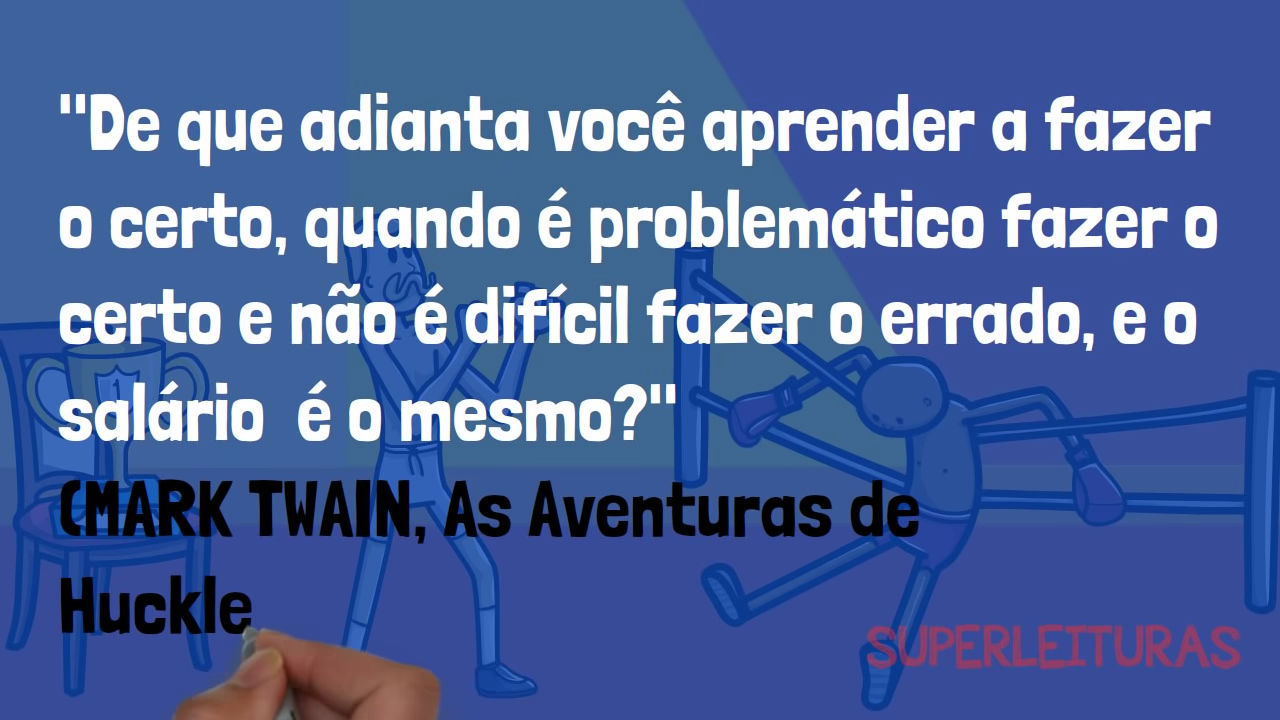 "De que adianta você aprender a fazer
o certo, quando é problemático fazer o
certo e não é difícil fazer o errado, e o
salário é o mesmo?"
(MARK TWAIN, As Aventuras de
Huckle
SUPERLEITURAS
1